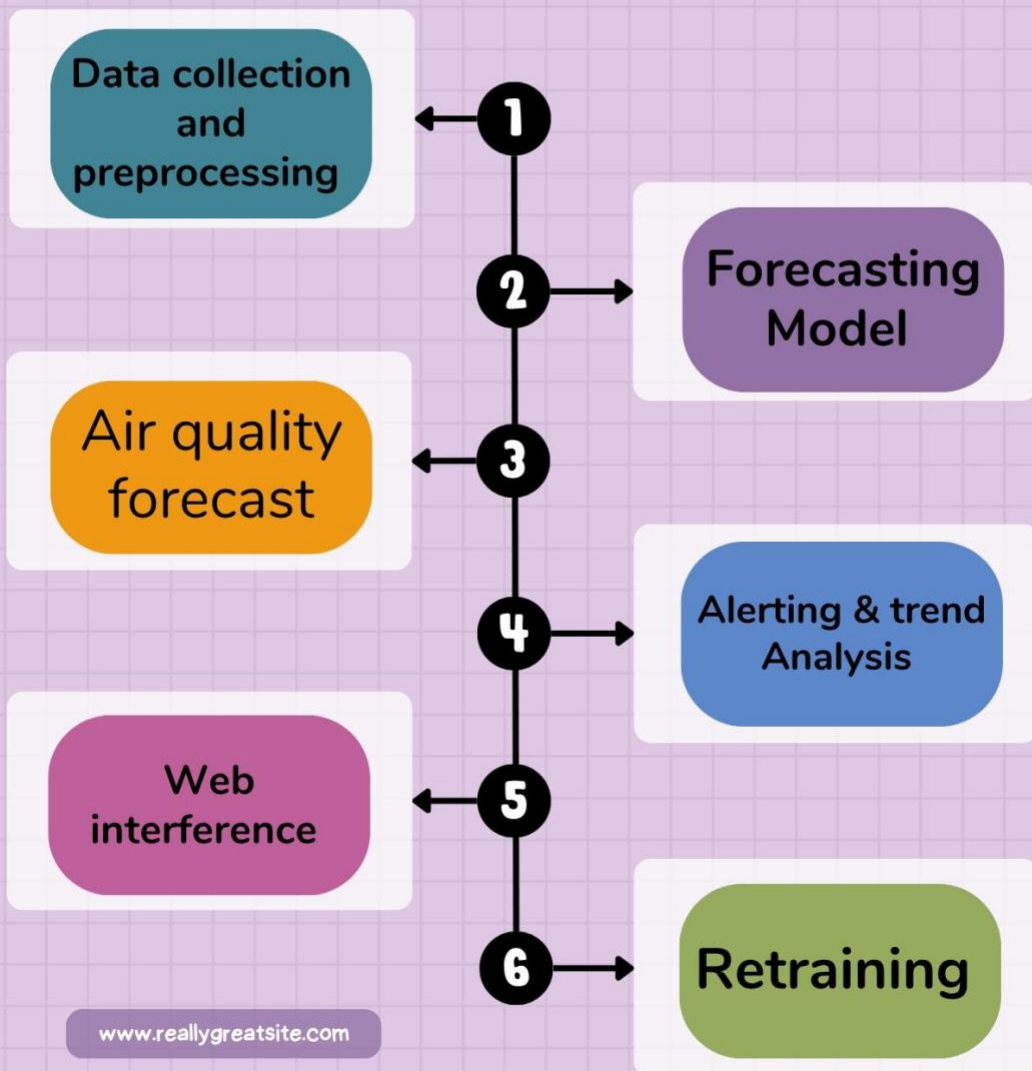 1
Data collection
and
preprocessing
2
Forecasting
Model
3
Air quality
forecast
4
Alerting & trend
Analysis
5
Web
interference
6
Retraining
www.reallygreatsite.com